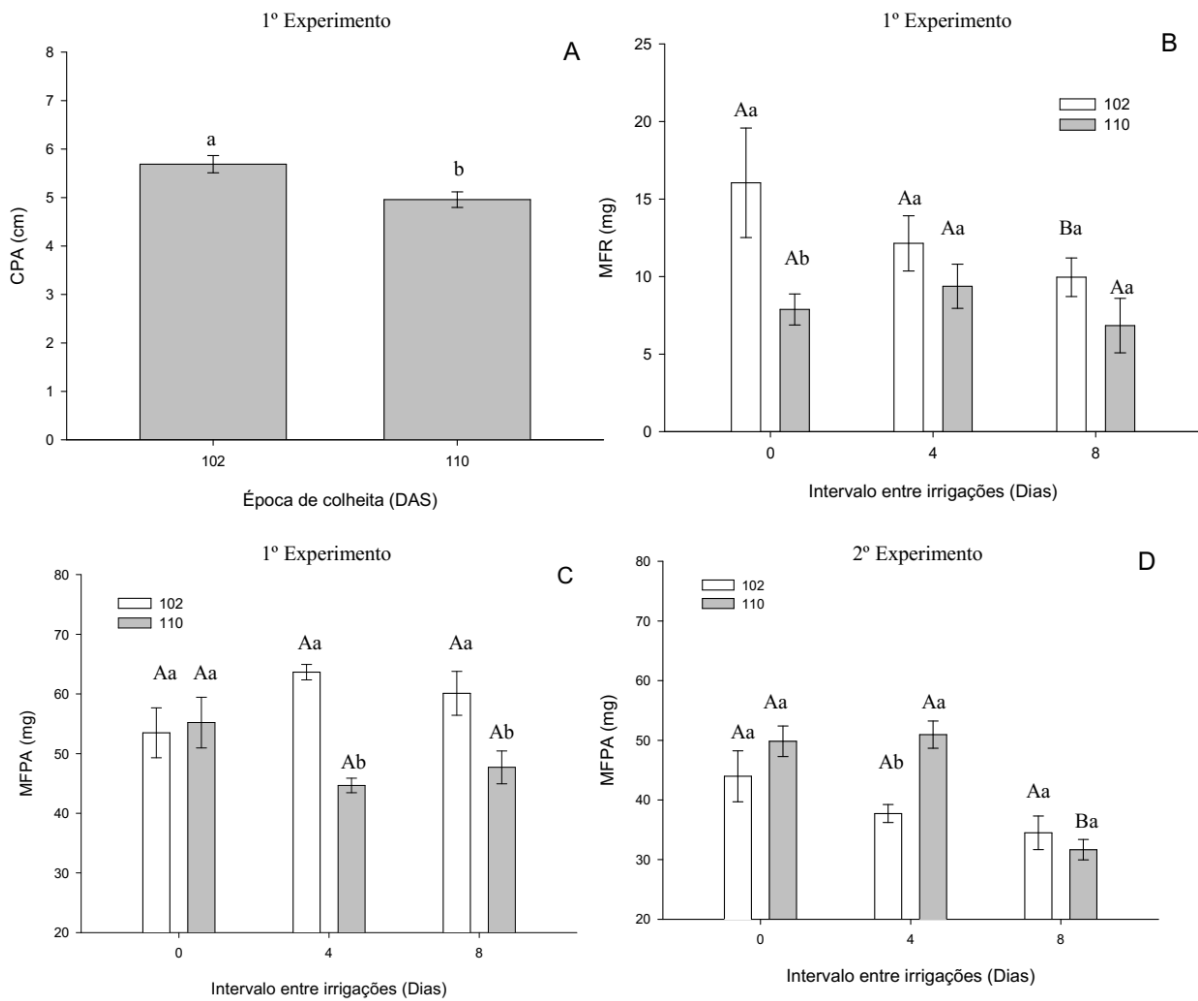 1º Experimento
A
8
7
6
5
4
3
2
1
0
CPA (cm)
a
b
102
110
Época de colheita (DAS)
1º Experimento
B
25
20
15
10
5
0
MFR (mg)
102
110
Aa
Ab
Aa
Aa
Ba
Aa
0
4
8
Intervalo entre irrigações (Dias)
1º Experimento
C
80
70
60
50
40
30
20
MFPA (mg)
102
110
Aa
Aa
Aa
Ab
Aa
Ab
0
4
8
Intervalo entre irrigações (Dias)
2º Experimento
D
80
70
60
50
40
30
20
MFPA (mg)
102
110
Aa
Aa
Ab
Aa
Aa
Ba
0
4
8
Intervalo entre irrigações (Dias)